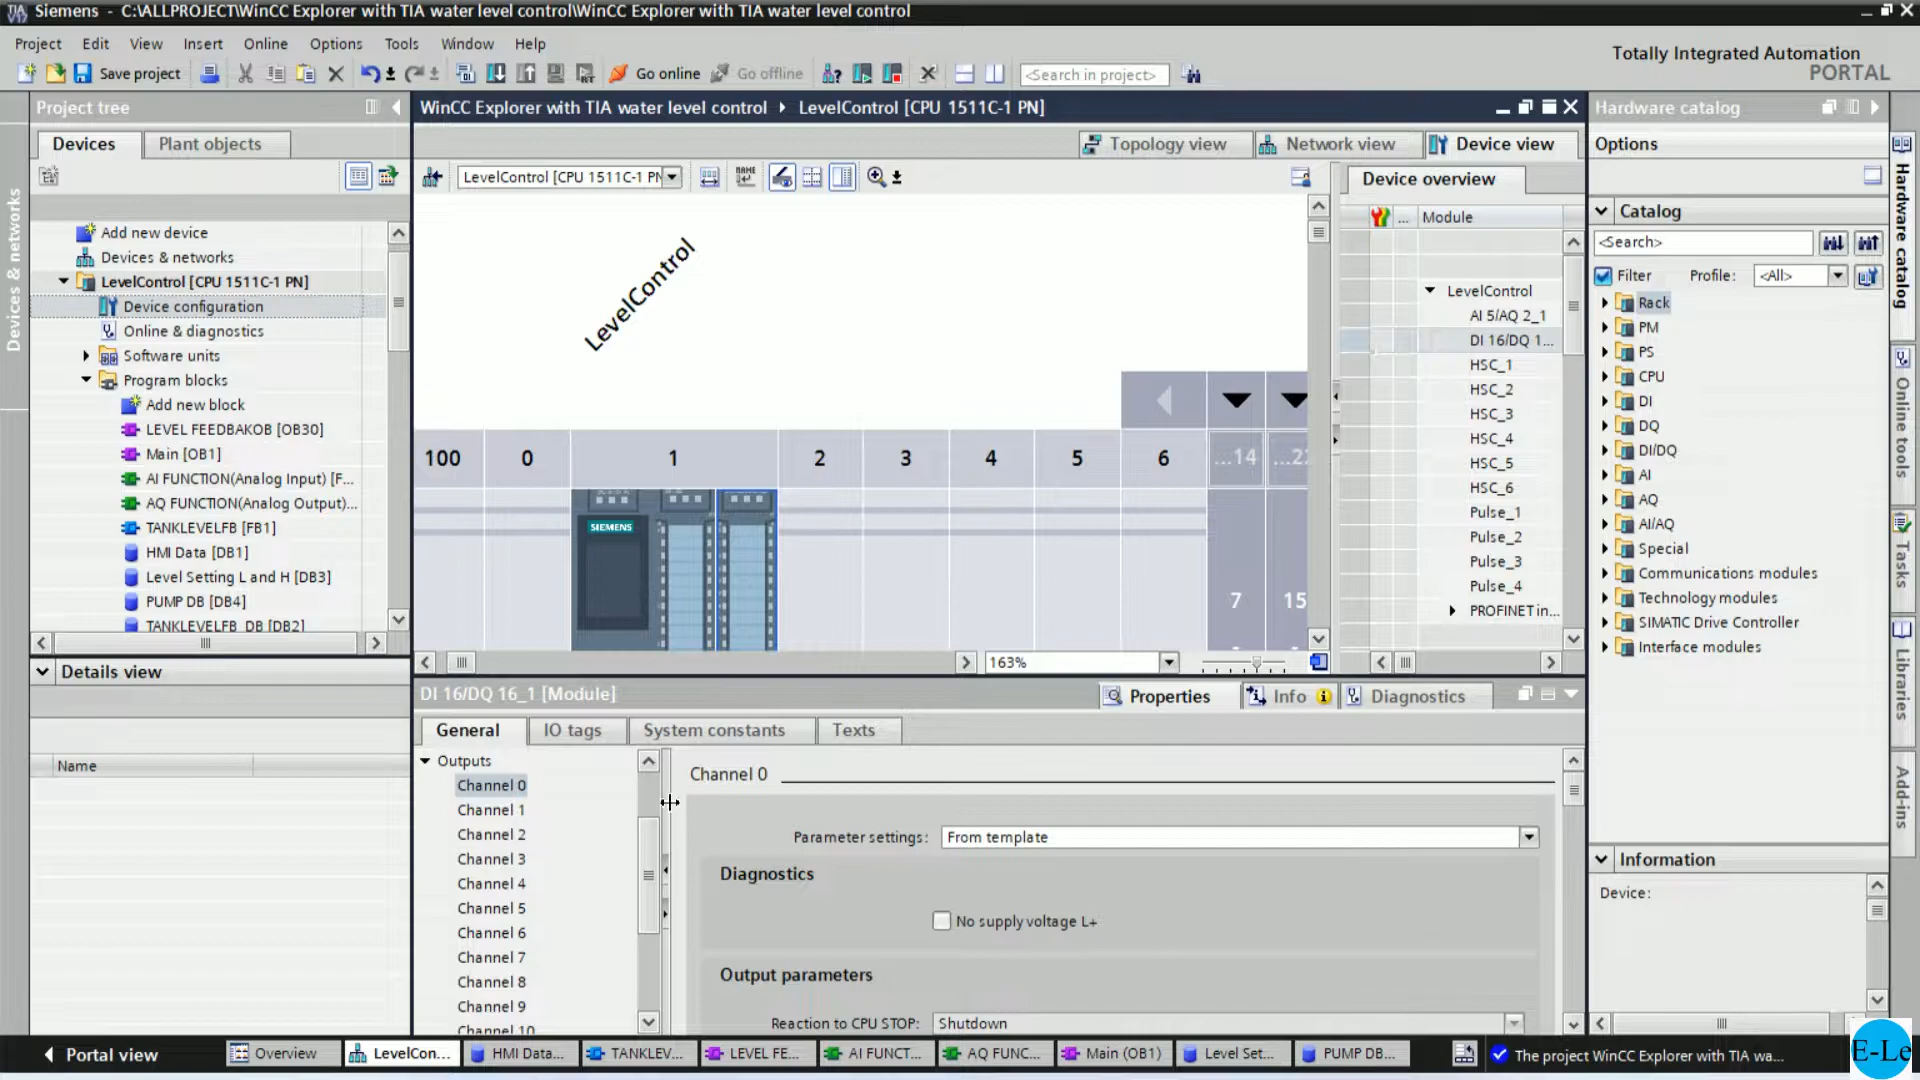 Siemens - C:\ALLPROJECT\WinCC Explorer with TIA water level control\WinCC Explorer with TIA water level control
Project Edit View Insert Online Options Tools Window Help
Totally Integrated Automation
PORTAL
Save project
Go online
Go offline
<Search in project>
Project tree
WinCC Explorer with TIA water level control LevelControl [CPU 1511C-1 PN]
Hardware catalog
Devices
Plant objects
Topology view
Network view
Device view
Options
LevelControl [CPU 1511C-1 PN
Device overview
Module
Catalog
<Search>
Filter
Profile:
<All>
Add new device
Devices & networks
LevelControl [CPU 1511C-1 PN]
Device configuration
Online & diagnostics
Software units
Program blocks
Add new block
LEVEL FEEDBAKOB [OB30]
Main [OB1]
AI FUNCTION(Analog Input) [F...
AQ FUNCTION(Analog Output)...
TANKLEVELFB [FB1]
HMI Data [DB1]
Level Setting L and H [DB3]
PUMP DB [DB4]
TANKLEVELFB_DB [DB2]
LevelControl
100 0 1 2 3 4 5 6 ...14 ...22
SIEMENS
7 15
163%
LevelControl
AI 5/AQ 2_1
DI 16/DQ 1...
HSC_1
HSC_2
HSC_3
HSC_4
HSC_5
HSC_6
Pulse_1
Pulse_2
Pulse_3
Pulse_4
PROFINET in...
Rack
PM
PS
CPU
DI
DQ
DI/DQ
AI
AQ
AI/AQ
Special
Communications modules
Technology modules
SIMATIC Drive Controller
Interface modules
Devices & networks
Hardware catalog
Online tools
Tasks
Libraries
Add-ins
Details view
Name
DI 16/DQ 16_1 [Module]
Properties
Info
Diagnostics
General
IO tags
System constants
Texts
Outputs
Channel 0
Channel 1
Channel 2
Channel 3
Channel 4
Channel 5
Channel 6
Channel 7
Channel 8
Channel 9
Channel 10
Channel 0
Parameter settings: From template
Diagnostics
No supply voltage L+
Output parameters
Reaction to CPU STOP: Shutdown
Information
Device:
Portal view
Overview
LevelCon...
HMI Data...
TANKLEV...
LEVEL FE...
AI FUNCT...
AQ FUNC...
Main (OB1)
Level Set...
PUMP DB...
The project WinCC Explorer with TIA wa...
E-Le